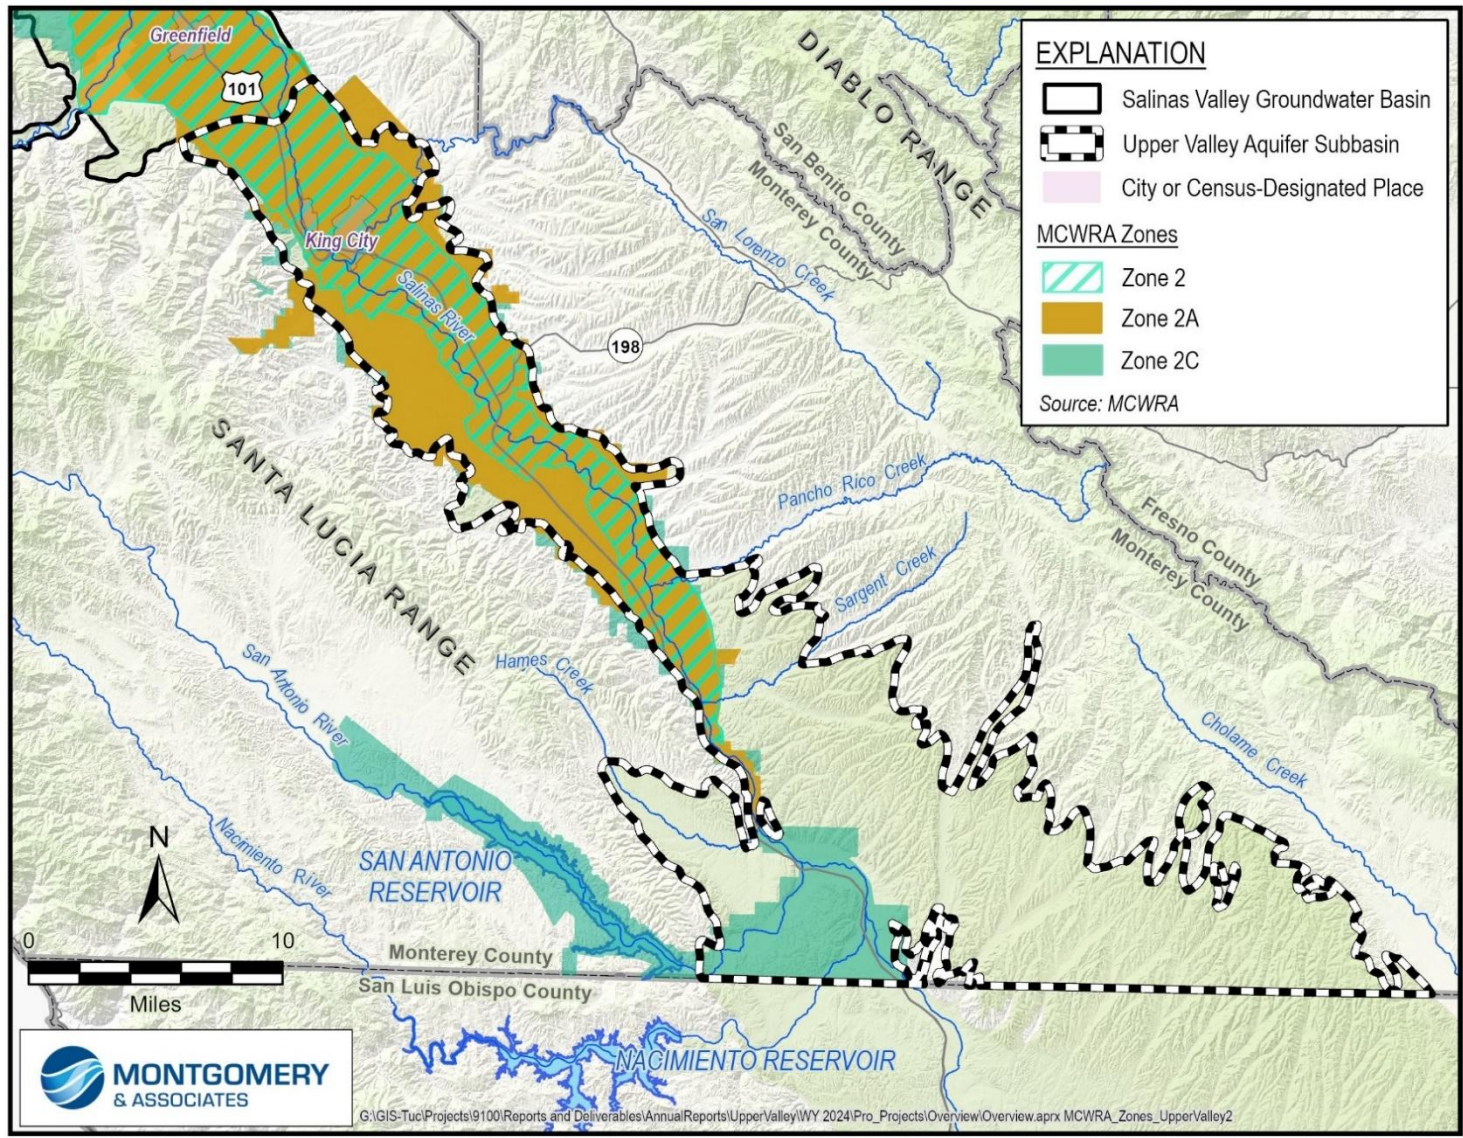 Greenfield
101
King City
Salinas River
198
DIABLO RANGE
San Benito County
Monterey County
San Lorenzo Creek
EXPLANATION
Salinas Valley Groundwater Basin
Upper Valley Aquifer Subbasin
City or Census-Designated Place
MCWRA Zones
Zone 2
Zone 2A
Zone 2C
Source: MCWRA
SANTA LUCIA RANGE
Pancho Rico Creek
Sargent Creek
Fresno County
Monterey County
Hames Creek
San Antonio River
Cholame Creek
Nacimiento River
SAN ANTONIO
RESERVOIR
N
0 10
Miles
Monterey County
San Luis Obispo County
NACIMIENTO RESERVOIR
MONTGOMERY
& ASSOCIATES
G:\GIS-Tuc\Projects\9100\Reports and Deliverables\AnnualReports\UpperValley\WY 2024\Pro_Projects\Overview\Overview.aprx MCWRA_Zones_UpperValley2